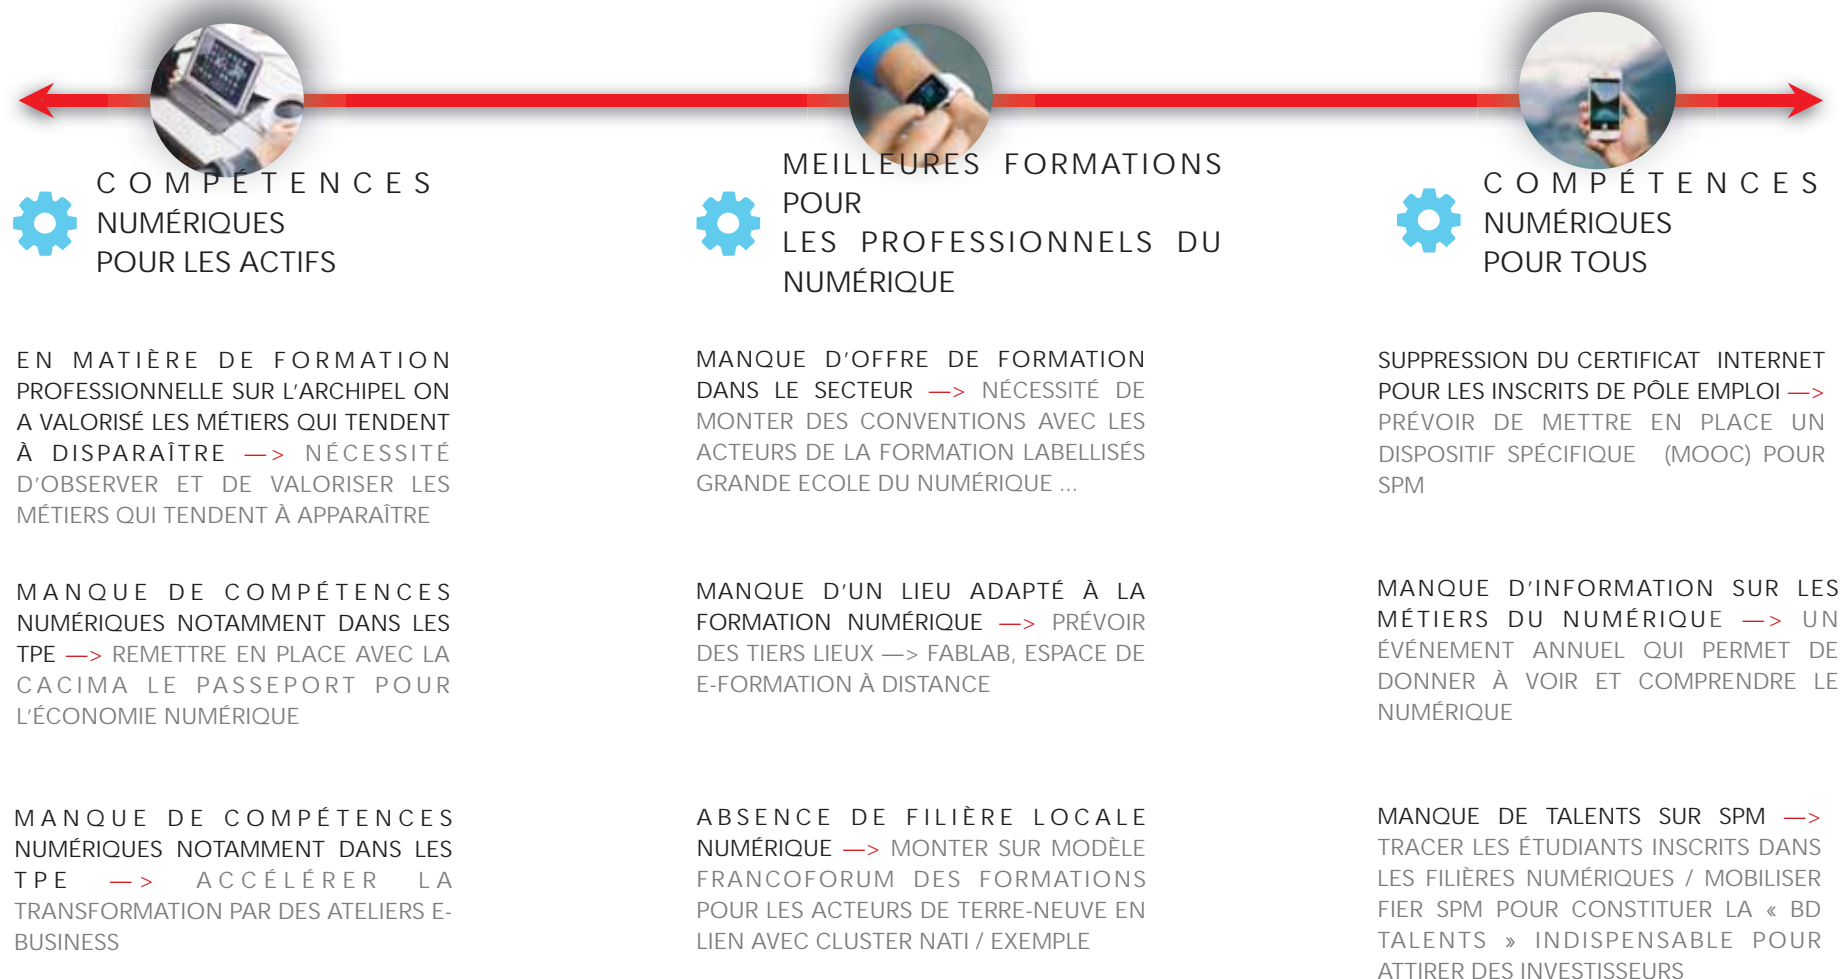 COMPÉTENCES
NUMÉRIQUES
POUR LES ACTIFS
EN MATIÈRE DE FORMATION
PROFESSIONNELLE SUR L'ARCHIPEL ON
A VALORISÉ LES MÉTIERS QUI TENDENT
À DISPARAÎTRE —> NÉCESSITÉ
D'OBSERVER ET DE VALORISER LES
MÉTIERS QUI TENDENT À APPARAÎTRE
MANQUE DE COMPÉTENCES
NUMÉRIQUES NOTAMMENT DANS LES
TPE —> REMETTRE EN PLACE AVEC LA
CACIMA LE PASSEPORT POUR
L'ÉCONOMIE NUMÉRIQUE
MANQUE DE COMPÉTENCES
NUMÉRIQUES NOTAMMENT DANS LES
TPE —> ACCÉLÉRER LA
TRANSFORMATION PAR DES ATELIERS E-
BUSINESS
MEILLEURES FORMATIONS
POUR
LES PROFESSIONNELS DU
NUMÉRIQUE
MANQUE D'OFFRE DE FORMATION
DANS LE SECTEUR —> NÉCESSITÉ DE
MONTER DES CONVENTIONS AVEC LES
ACTEURS DE LA FORMATION LABELLISÉS
GRANDE ECOLE DU NUMÉRIQUE ...
MANQUE D'UN LIEU ADAPTÉ À LA
FORMATION NUMÉRIQUE —> PRÉVOIR
DES TIERS LIEUX —> FABLAB, ESPACE DE
E-FORMATION À DISTANCE
ABSENCE DE FILIÈRE LOCALE
NUMÉRIQUE —> MONTER SUR MODÈLE
FRANCOFORUM DES FORMATIONS
POUR LES ACTEURS DE TERRE-NEUVE EN
LIEN AVEC CLUSTER NATI / EXEMPLE
COMPÉTENCES
NUMÉRIQUES
POUR TOUS
SUPPRESSION DU CERTIFICAT INTERNET
POUR LES INSCRITS DE PÔLE EMPLOI —>
PRÉVOIR DE METTRE EN PLACE UN
DISPOSITIF SPÉCIFIQUE (MOOC) POUR
SPM
MANQUE D'INFORMATION SUR LES
MÉTIERS DU NUMÉRIQUE —> UN
ÉVÉNEMENT ANNUEL QUI PERMET DE
DONNER À VOIR ET COMPRENDRE LE
NUMÉRIQUE
MANQUE DE TALENTS SUR SPM —>
TRACER LES ÉTUDIANTS INSCRITS DANS
LES FILIÈRES NUMÉRIQUES / MOBILISER
FIER SPM POUR CONSTITUER LA « BD
TALENTS » INDISPENSABLE POUR
ATTIRER DES INVESTISSEURS